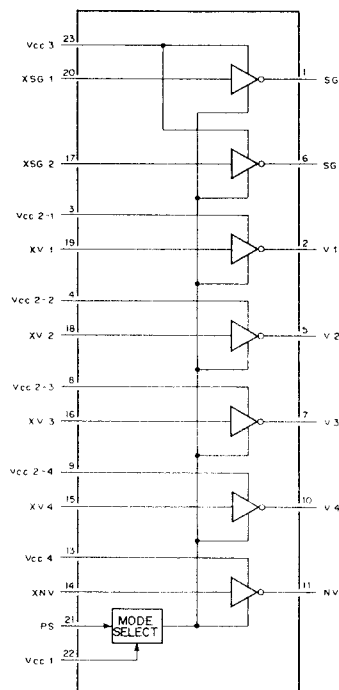 23
Vcc 3
20
1
XSG 1
SG
17
6
XSG 2
SG
3
Vcc 2-1
19
2
XV 1
V 1
4
Vcc 2-2
18
5
XV 2
V 2
8
Vcc 2-3
16
7
XV 3
V 3
9
Vcc 2-4
15
10
XV4
V 4
13
Vcc 4
14
11
XNV
NV
21
PS
MODE
SELECT
22
Vcc 1